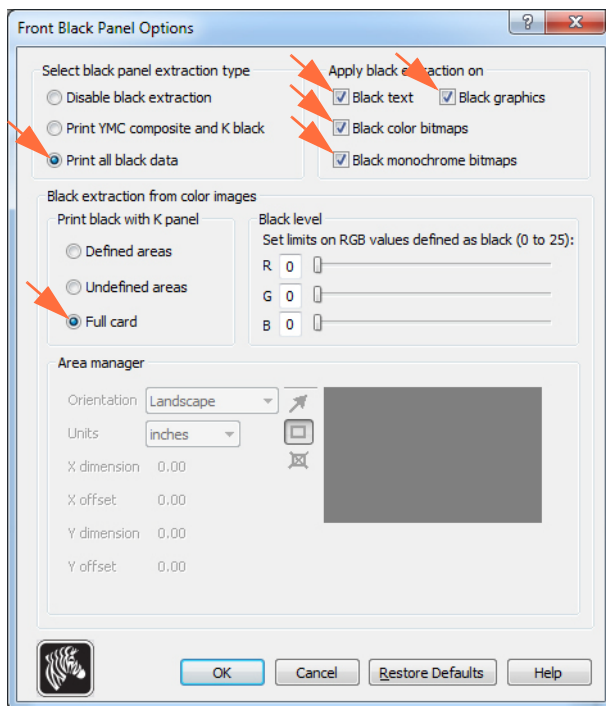 Front Black Panel Options
Select black panel extraction type
Disable black extraction
Print YMC composite and K black
Print all black data
Apply black extraction on
Black text
Black graphics
Black color bitmaps
Black monochrome bitmaps
Black extraction from color images
Print black with K panel
Defined areas
Undefined areas
Full card
Black level
Set limits on RGB values defined as black (0 to 25):
R 0
G 0
B 0
Area manager
Orientation Landscape
Units inches
X dimension 0.00
X offset 0.00
Y dimension 0.00
Y offset 0.00
OK Cancel Restore Defaults Help